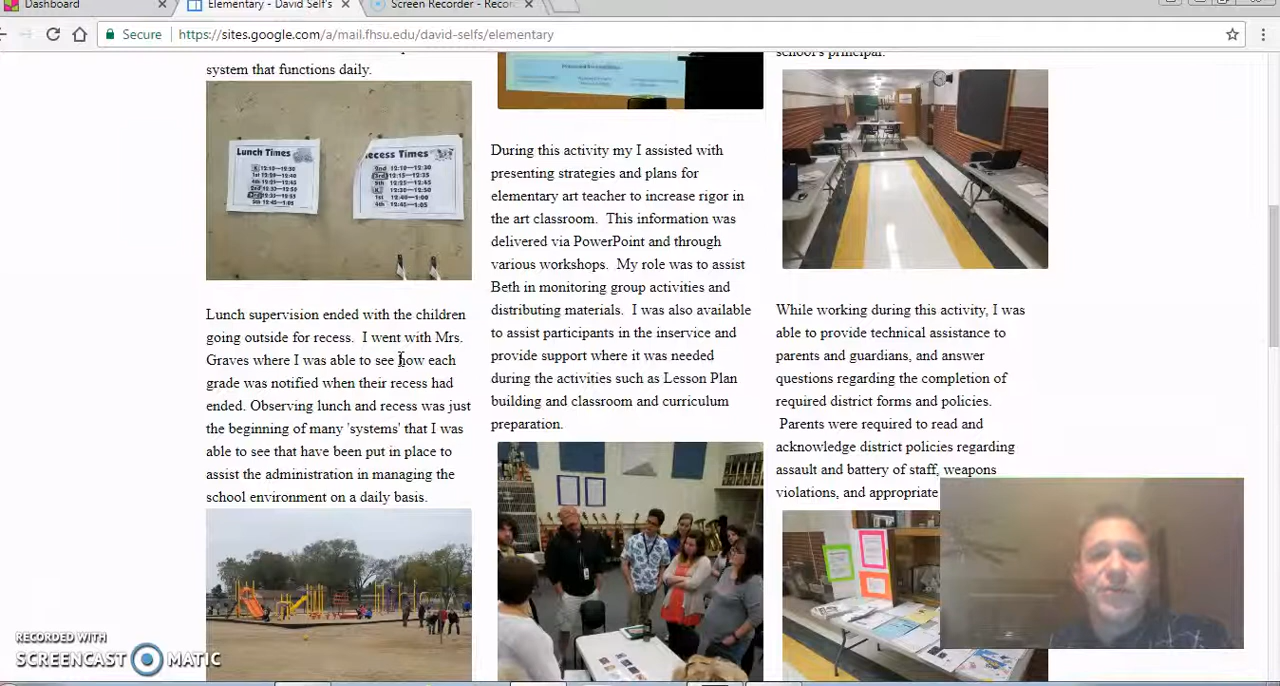 Dashboard
Elementary - David Self's
Screen Recorder - Recor
Secure
https://sites.google.com/a/mail.fhsu.edu/david-selfs/elementary
system that functions daily.
Lunch Times
Recess Times
Lunch supervision ended with the children
going outside for recess. I went with Mrs.
Graves where I was able to see how each
grade was notified when their recess had
ended. Observing lunch and recess was just
the beginning of many 'systems' that I was
able to see that have been put in place to
assist the administration in managing the
school environment on a daily basis.
During this activity my I assisted with
presenting strategies and plans for
elementary art teacher to increase rigor in
the art classroom. This information was
delivered via PowerPoint and through
various workshops. My role was to assist
Beth in monitoring group activities and
distributing materials. I was also available
to assist participants in the inservice and
provide support where it was needed
during the activities such as Lesson Plan
building and classroom and curriculum
preparation.
school's principal.
While working during this activity, I was
able to provide technical assistance to
parents and guardians, and answer
questions regarding the completion of
required district forms and policies.
Parents were required to read and
acknowledge district policies regarding
assault and battery of staff, weapons
violations, and appropriate
RECORDED WITH
SCREENCAST MATIC